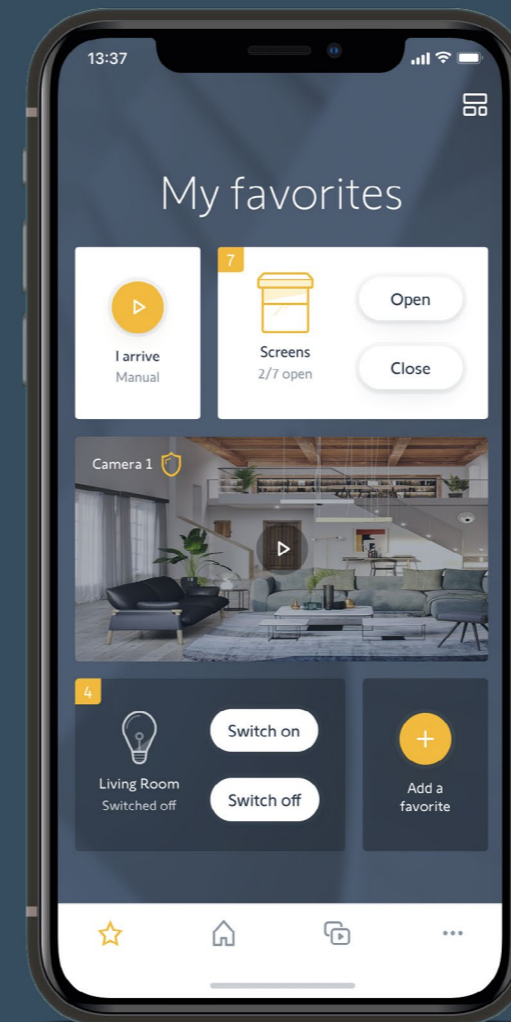 13:37
My favorites
I arrive
Manual
7
Screens
2/7 open
Open
Close
Camera 1
4
Living Room
Switched off
Switch on
Switch off
Add a
favorite